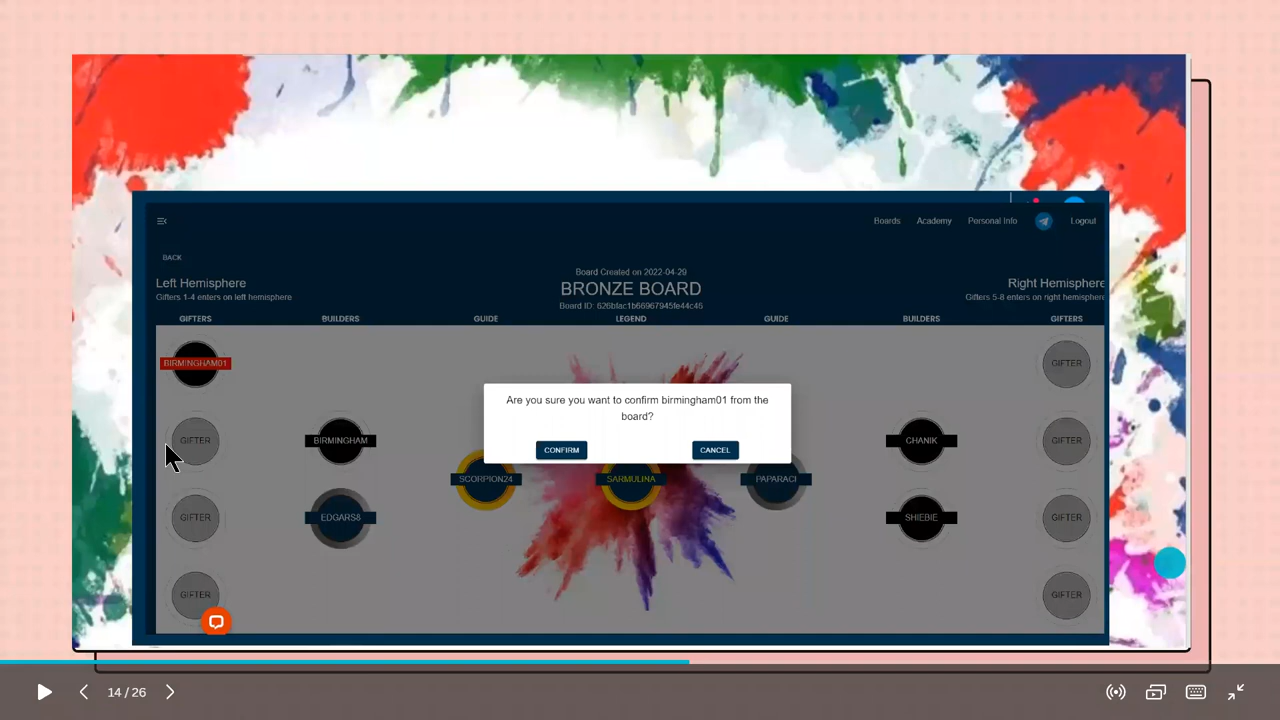 Boards Academy Personal Info Logout
BACK
Board Created on 2022-04-29
Left Hemisphere BRONZE BOARD Right Hemisphere
Gifters 1-4 enters on left hemisphere Board ID: 626bfac1b66967945fe44c46 Gifters 5-8 enters on right hemisphere
GIFTERS BUILDERS GUIDE LEGEND GUIDE BUILDERS GIFTERS
BIRMINGHAM01 GIFTER
Are you sure you want to confirm birmingham01 from the
board?
GIFTER BIRMINGHAM CHANIK GIFTER
CONFIRM CANCEL
SCORPION24 SARMULINA PAPARACI
GIFTER EDGARS8 SHIEBIE GIFTER
GIFTER GIFTER
14 / 26